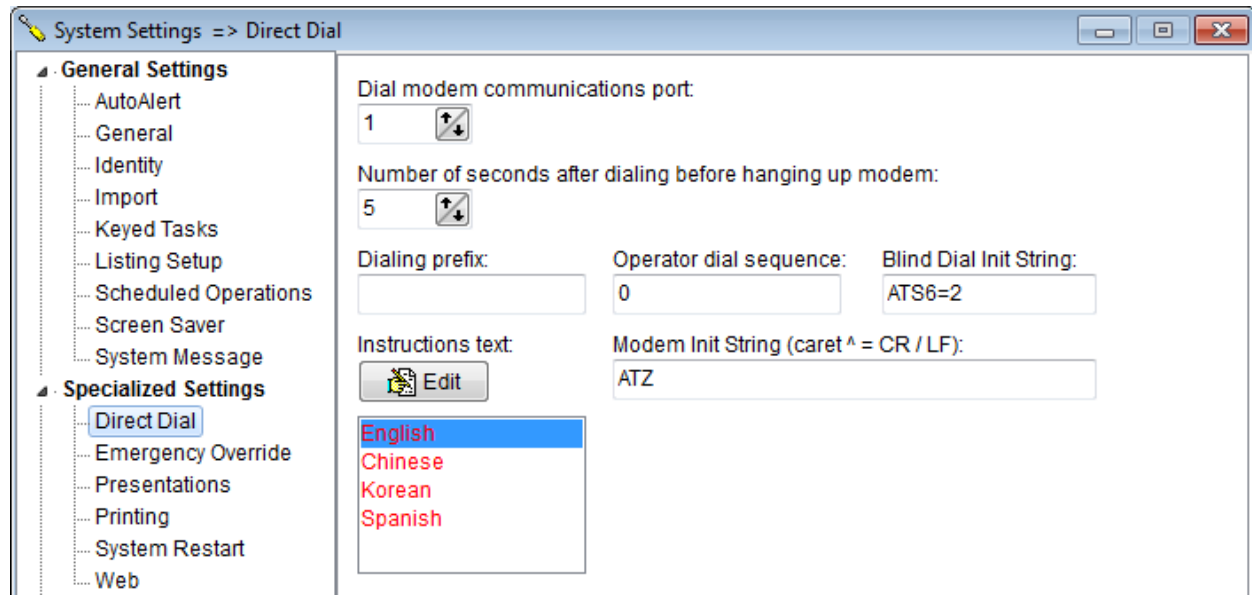 System Settings => Direct Dial
General Settings
AutoAlert
General
Identity
Import
Keyed Tasks
Listing Setup
Scheduled Operations
Screen Saver
System Message
Specialized Settings
Direct Dial
Emergency Override
Presentations
Printing
System Restart
Web
Dial modem communications port:
1
Number of seconds after dialing before hanging up modem:
5
Dialing prefix: Operator dial sequence: Blind Dial Init String:
0 ATS6=2
Instructions text: Modem Init String (caret ^ = CR / LF):
Edit ATZ
English
Chinese
Korean
Spanish